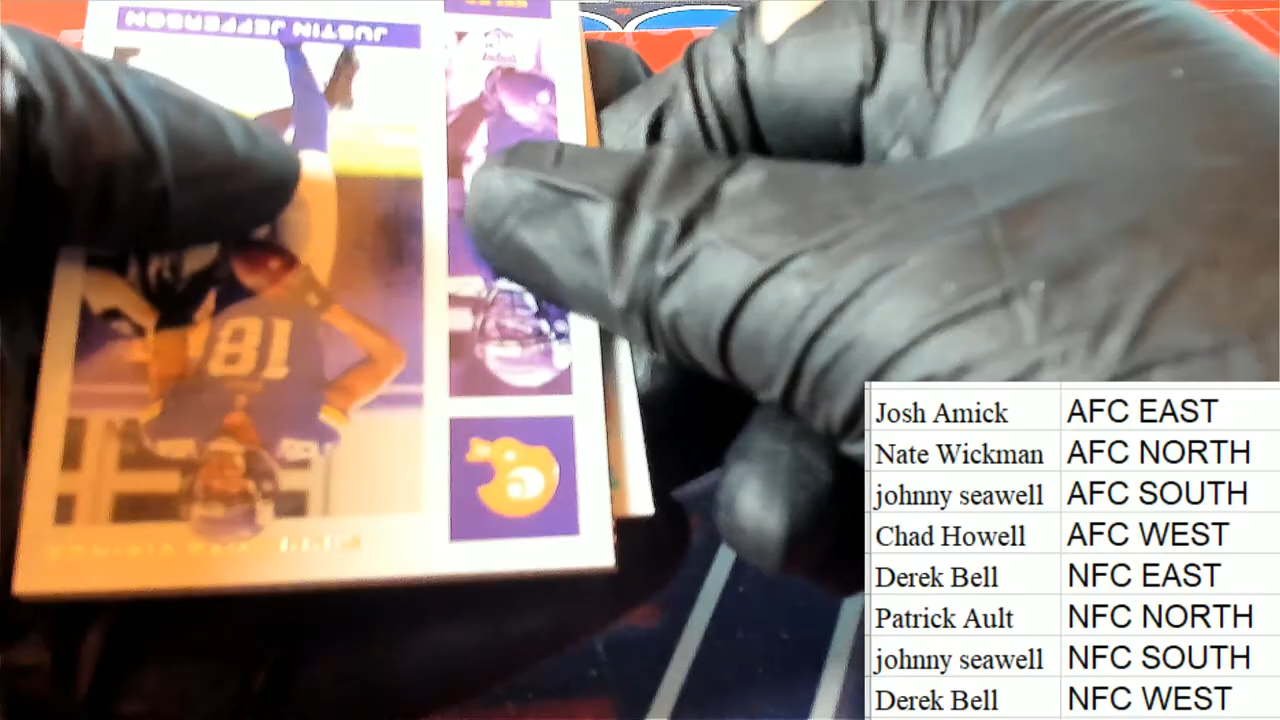 JUSTIN JEFFERSON
18
Josh Amick AFC EAST
Nate Wickman AFC NORTH
johnny seawell AFC SOUTH
Chad Howell AFC WEST
Derek Bell NFC EAST
Patrick Ault NFC NORTH
johnny seawell NFC SOUTH
Derek Bell NFC WEST